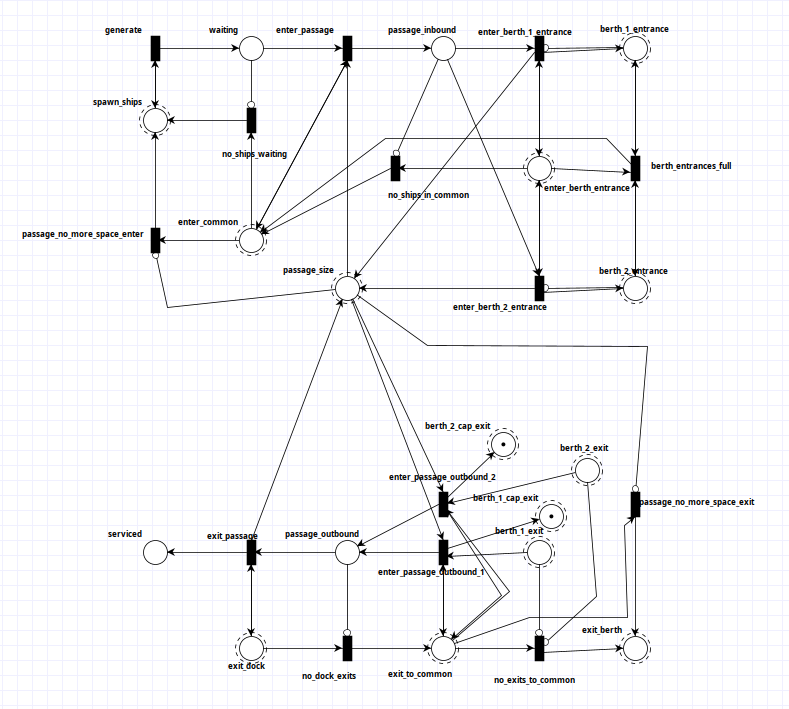 generate
waiting
enter_passage
passage_inbound
enter_berth_1_entrance
berth_1_entrance
spawn_ships
no_ships_waiting
berth_entrances_full
enter_berth_entrance
no_ships_in_common
enter_common
passage_no_more_space_enter
passage_size
berth_2_entrance
enter_berth_2_entrance
berth_2_cap_exit
berth_2_exit
enter_passage_outbound_2
berth_1_cap_exit
passage_no_more_space_exit
serviced
exit_passage
passage_outbound
berth_1_exit
enter_passage_outbound_1
exit_berth
exit_dock
no_dock_exits
exit_to_common
no_exits_to_common